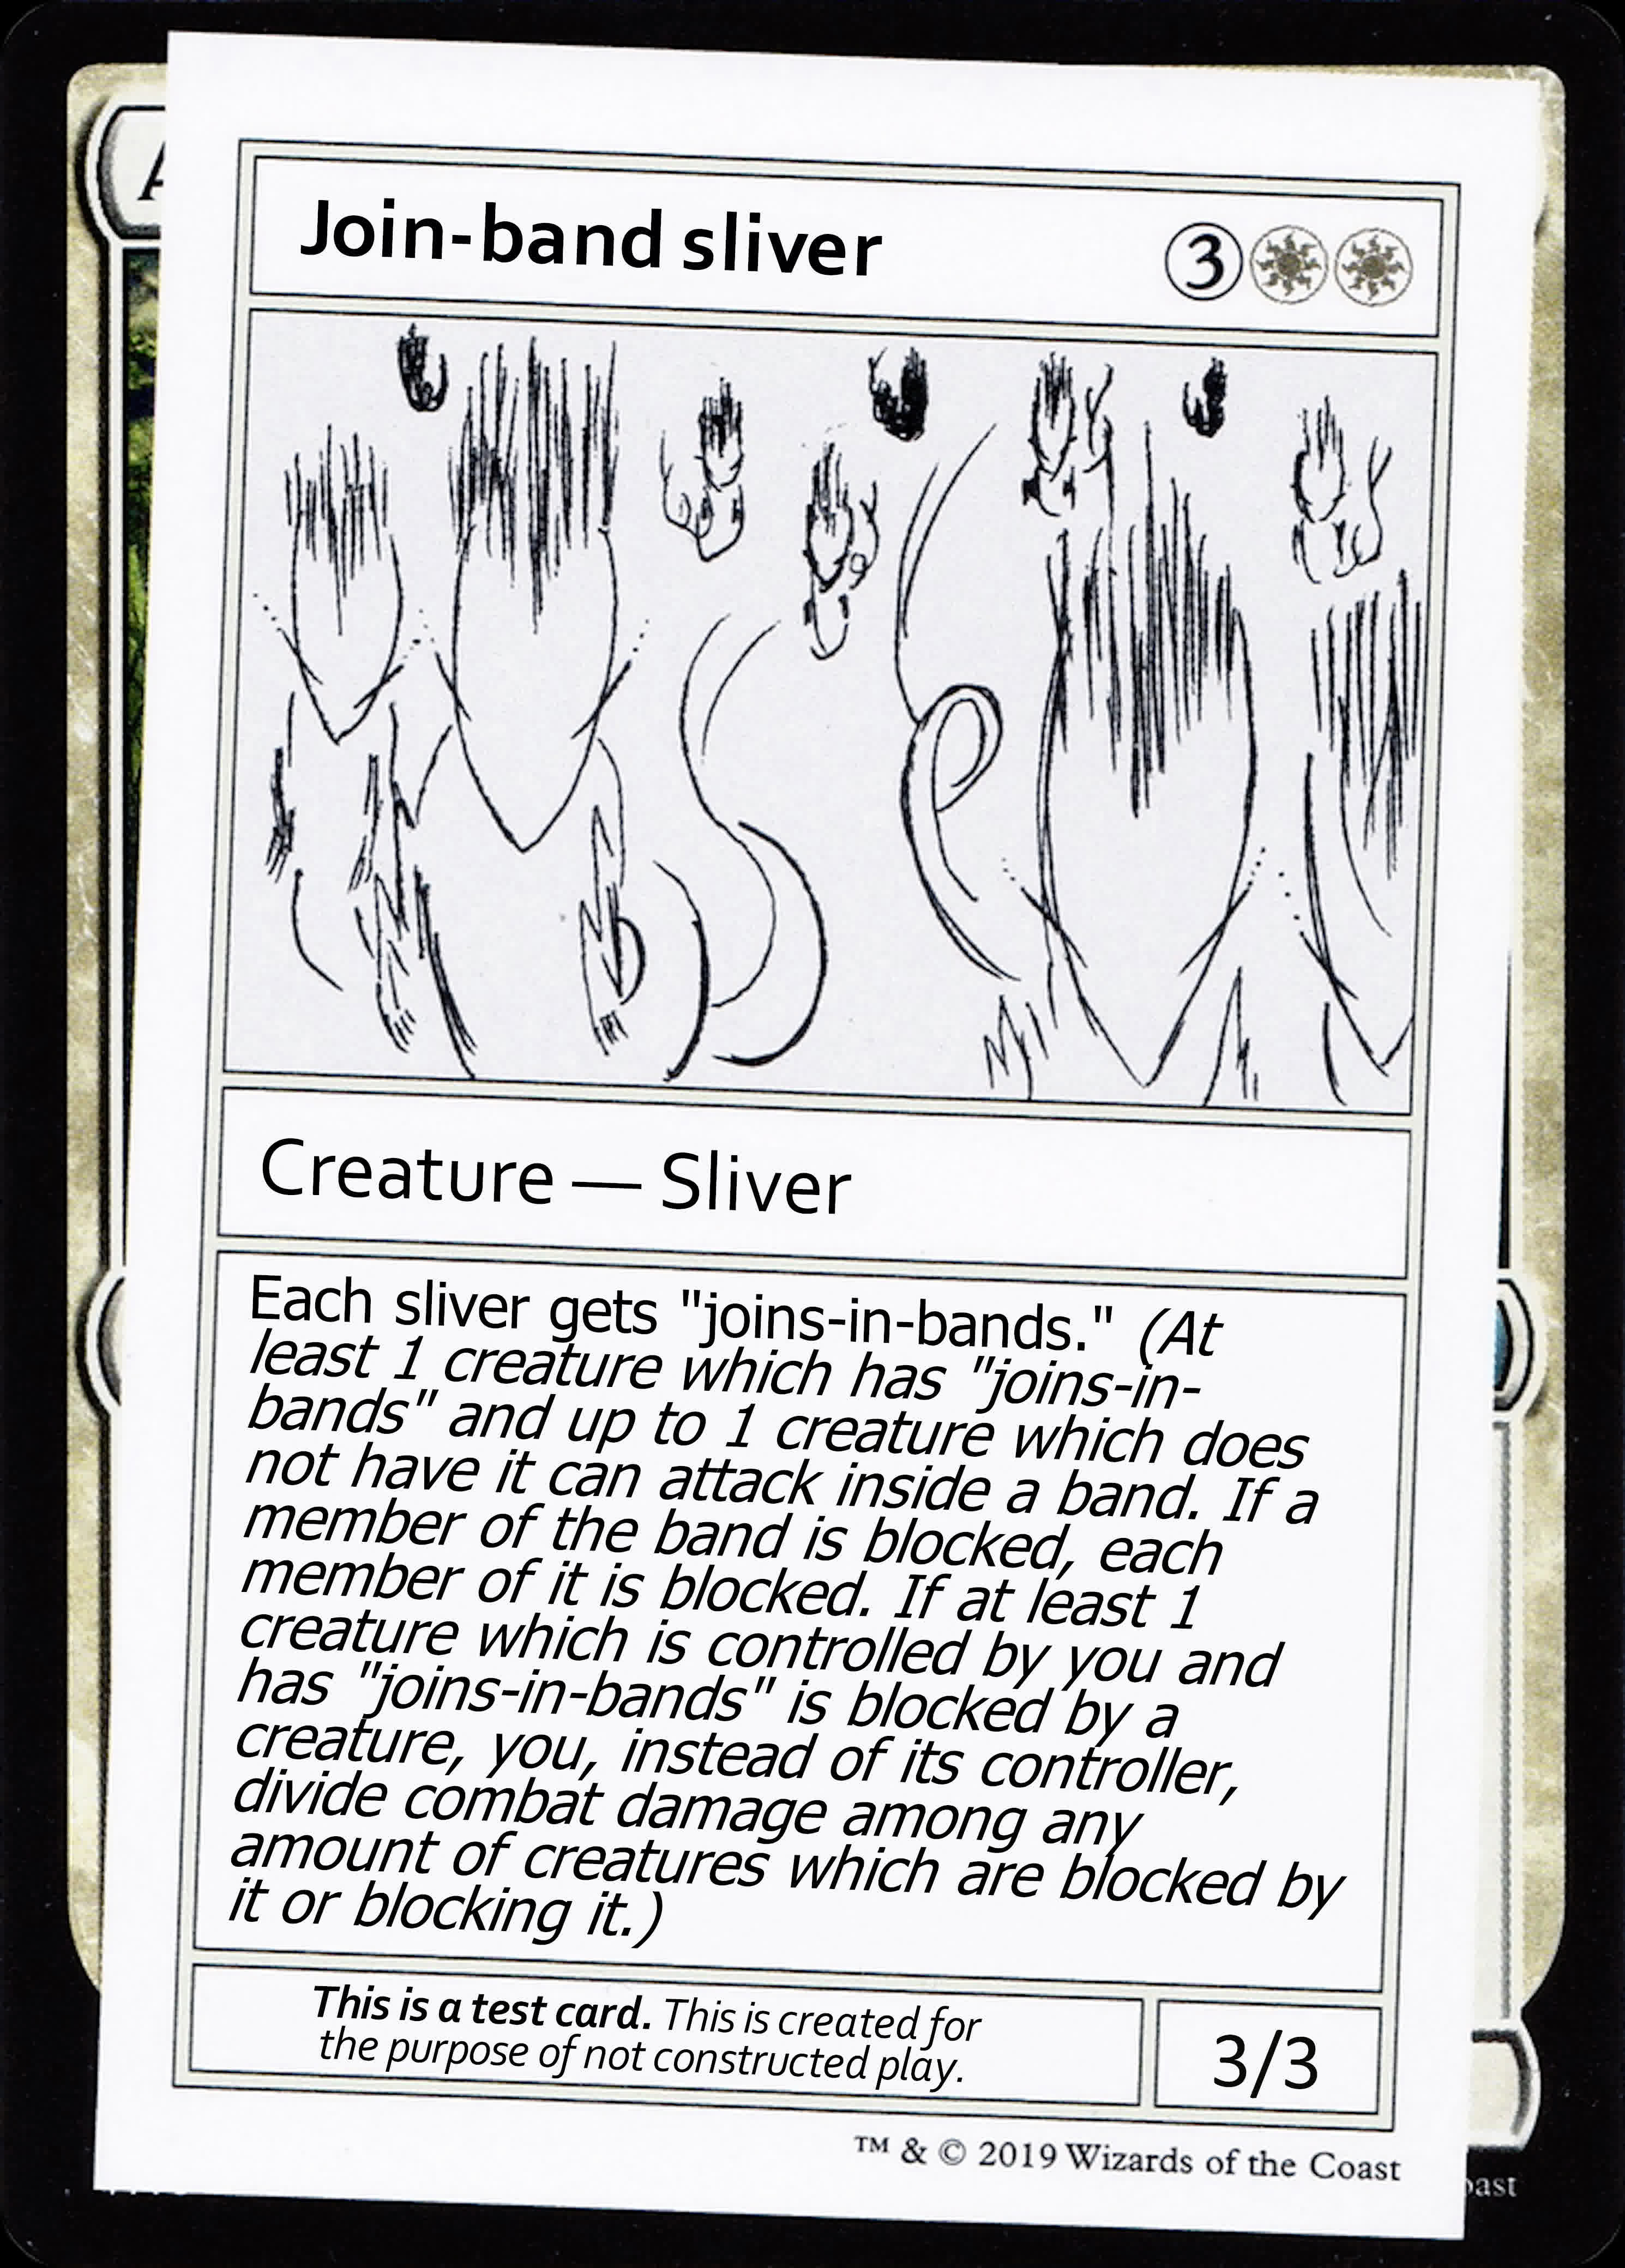 Join-band sliver
3
Creature — Sliver
Each sliver gets "joins-in-bands." (At
least 1 creature which has "joins-in-
bands" and up to 1 creature which does
not have it can attack inside a band. If a
member of the band is blocked, each
member of it is blocked. If at least 1
creature which is controlled by you and
has "joins-in-bands" is blocked by a
creature, you, instead of its controller,
divide combat damage among any
amount of creatures which are blocked by
it or blocking it.)
This is a test card. This is created for
the purpose of not constructed play.
3/3
™ & © 2019 Wizards of the Coast